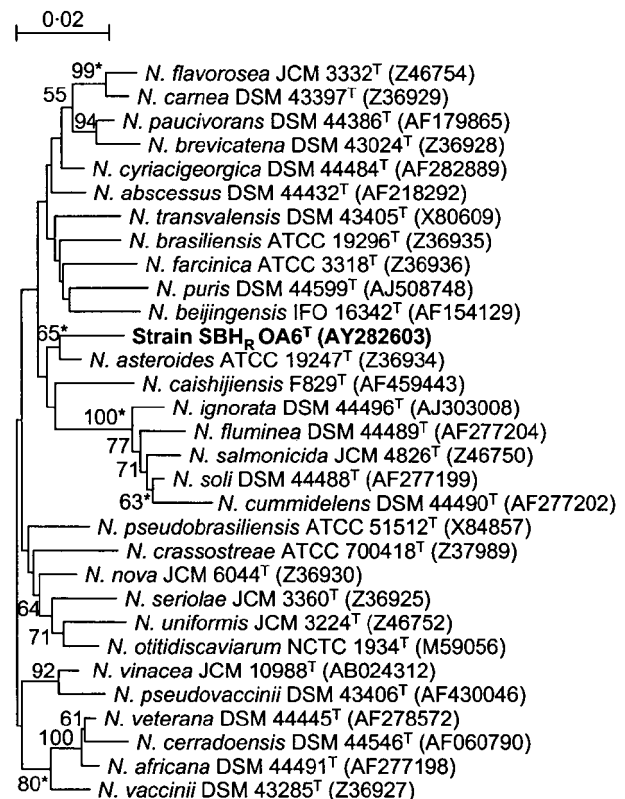 0·02
99* N. flavorosea JCM 3332ᵀ (Z46754)
55 N. carnea DSM 43397ᵀ (Z36929)
94 N. paucivorans DSM 44386ᵀ (AF179865)
N. brevicatena DSM 43024ᵀ (Z36928)
N. cyriacigeorgica DSM 44484ᵀ (AF282889)
N. abscessus DSM 44432ᵀ (AF218292)
N. transvalensis DSM 43405ᵀ (X80609)
N. brasiliensis ATCC 19296ᵀ (Z36935)
N. farcinica ATCC 3318ᵀ (Z36936)
N. puris DSM 44599ᵀ (AJ508748)
N. beijingensis IFO 16342ᵀ (AF154129)
65* Strain SBH_R OA6ᵀ (AY282603)
N. asteroides ATCC 19247ᵀ (Z36934)
N. caishijiensis F829ᵀ (AF459443)
100* N. ignorata DSM 44496ᵀ (AJ303008)
77 N. fluminea DSM 44489ᵀ (AF277204)
71 N. salmonicida JCM 4826ᵀ (Z46750)
N. soli DSM 44488ᵀ (AF277199)
63* N. cummidelens DSM 44490ᵀ (AF277202)
N. pseudobrasiliensis ATCC 51512ᵀ (X84857)
N. crassostreae ATCC 700418ᵀ (Z37989)
N. nova JCM 6044ᵀ (Z36930)
64 N. seriolae JCM 3360ᵀ (Z36925)
71 N. uniformis JCM 3224ᵀ (Z46752)
N. otitidiscaviarum NCTC 1934ᵀ (M59056)
92 N. vinacea JCM 10988ᵀ (AB024312)
N. pseudovaccinii DSM 43406ᵀ (AF430046)
61 N. veterana DSM 44445ᵀ (AF278572)
100 N. cerradoensis DSM 44546ᵀ (AF060790)
N. africana DSM 44491ᵀ (AF277198)
80* N. vaccinii DSM 43285ᵀ (Z36927)